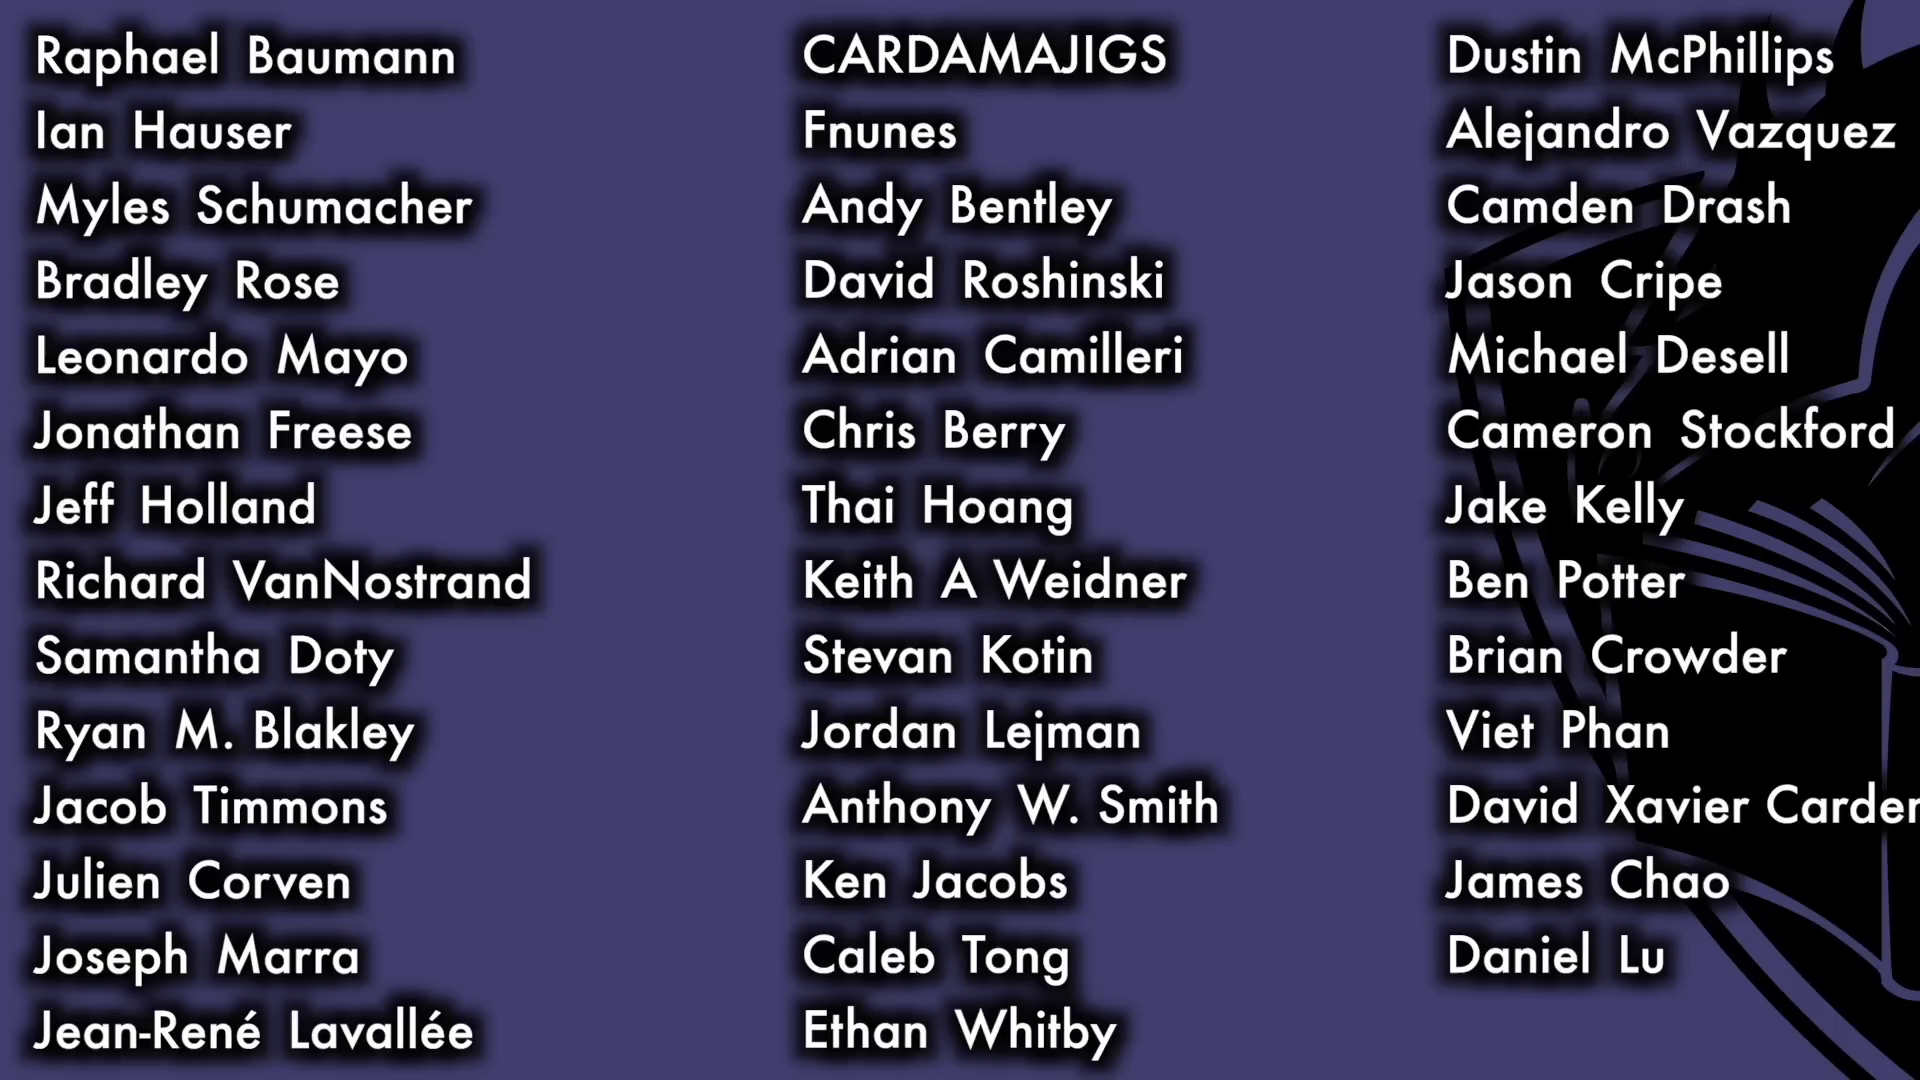 Raphael Baumann
Ian Hauser
Myles Schumacher
Bradley Rose
Leonardo Mayo
Jonathan Freese
Jeff Holland
Richard VanNostrand
Samantha Doty
Ryan M. Blakley
Jacob Timmons
Julien Corven
Joseph Marra
Jean-René Lavallée
CARDAMAJIGS
Fnunes
Andy Bentley
David Roshinski
Adrian Camilleri
Chris Berry
Thai Hoang
Keith A Weidner
Stevan Kotin
Jordan Lejman
Anthony W. Smith
Ken Jacobs
Caleb Tong
Ethan Whitby
Dustin McPhillips
Alejandro Vazquez
Camden Drash
Jason Cripe
Michael Desell
Cameron Stockford
Jake Kelly
Ben Potter
Brian Crowder
Viet Phan
David Xavier
James Chao
Daniel Lu